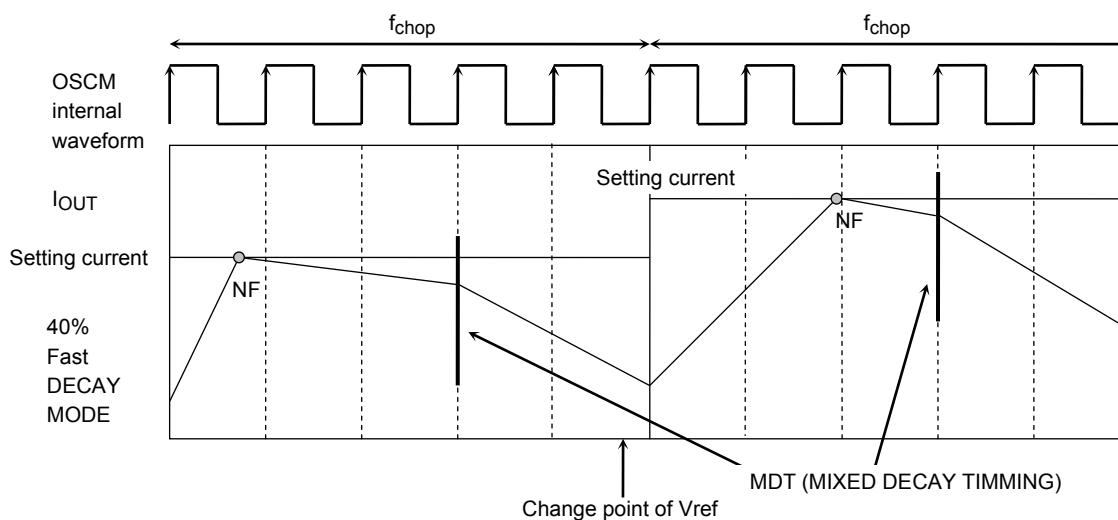 fchop
fchop
OSCM
internal
waveform
IOUT
Setting current
Setting current
NF
NF
40%
Fast
DECAY
MODE
MDT (MIXED DECAY TIMMING)
Change point of Vref